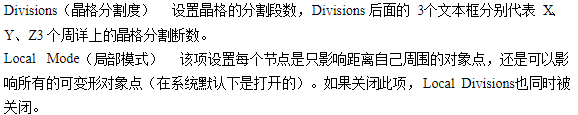 Divisions（晶格分割度） 设置晶格的分割段数，Divisions 后面的 3个文本框分别代表 X、
Y、Z3 个周详上的晶格分割断数。
Local Mode（局部模式） 该项设置每个节点是只影响距离自己周围的对象点，还是可以影
响所有的可变形对象点（在系统默认下是打开的）。如果关闭此项，Local Divisions也同时被
关闭。